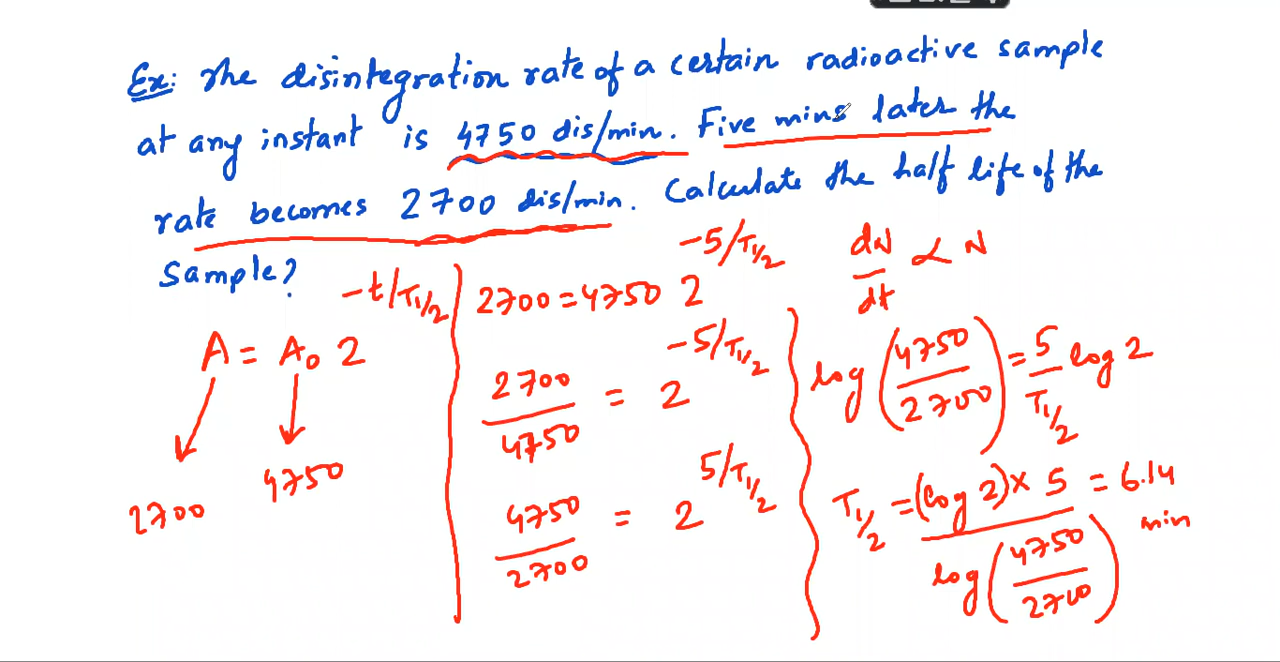 Ex: The disintegration rate of a certain radioactive sample
at any instant is 4750 dis/min. Five mins later the
rate becomes 2700 dis/min. Calculate the half life of the
Sample?
A = A₀ 2^(-t/T1/2)
2700
4750
2700 = 4750 2^(-5/T1/2)
2700/4750 = 2^(-5/T1/2)
4750/2700 = 2^(5/T1/2)
dN/dt ∝ N
log(4750/2700) = 5/T1/2 log 2
T1/2 = (log 2) × 5 / log(4750/2700) = 6.14
min